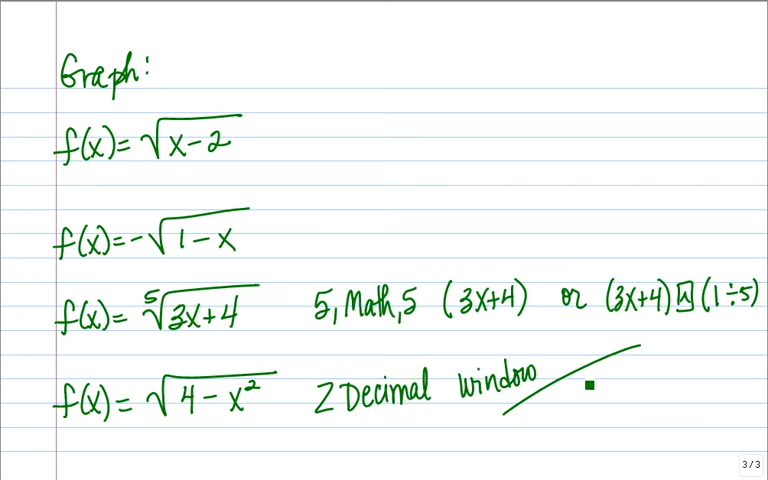 Graph:
f(x)= √(x-2)
f(x)= -√(1-x)
f(x)= ⁵√(3x+4) 5, Math, 5 (3x+4) or (3x+4) ^ (1÷5)
f(x)= √(4-x²) Z Decimal window
3 / 3